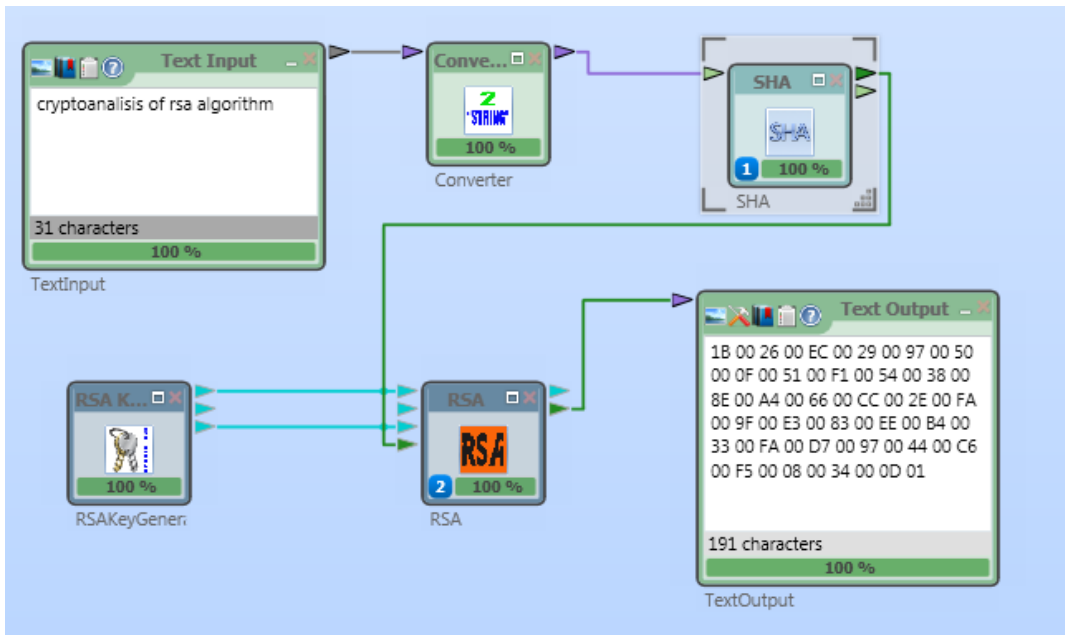 Text Input
cryptoanalisis of rsa algorithm
31 characters
100 %
TextInput
Conve...
2
"STRING"
100 %
Converter
SHA
SHA
1 100 %
SHA
RSA K...
100 %
RSAKeyGener
RSA
RSA
2 100 %
RSA
Text Output
1B 00 26 00 EC 00 29 00 97 00 50
00 0F 00 51 00 F1 00 54 00 38 00
8E 00 A4 00 66 00 CC 00 2E 00 FA
00 9F 00 E3 00 83 00 EE 00 B4 00
33 00 FA 00 D7 00 97 00 44 00 C6
00 F5 00 08 00 34 00 0D 01
191 characters
100 %
TextOutput